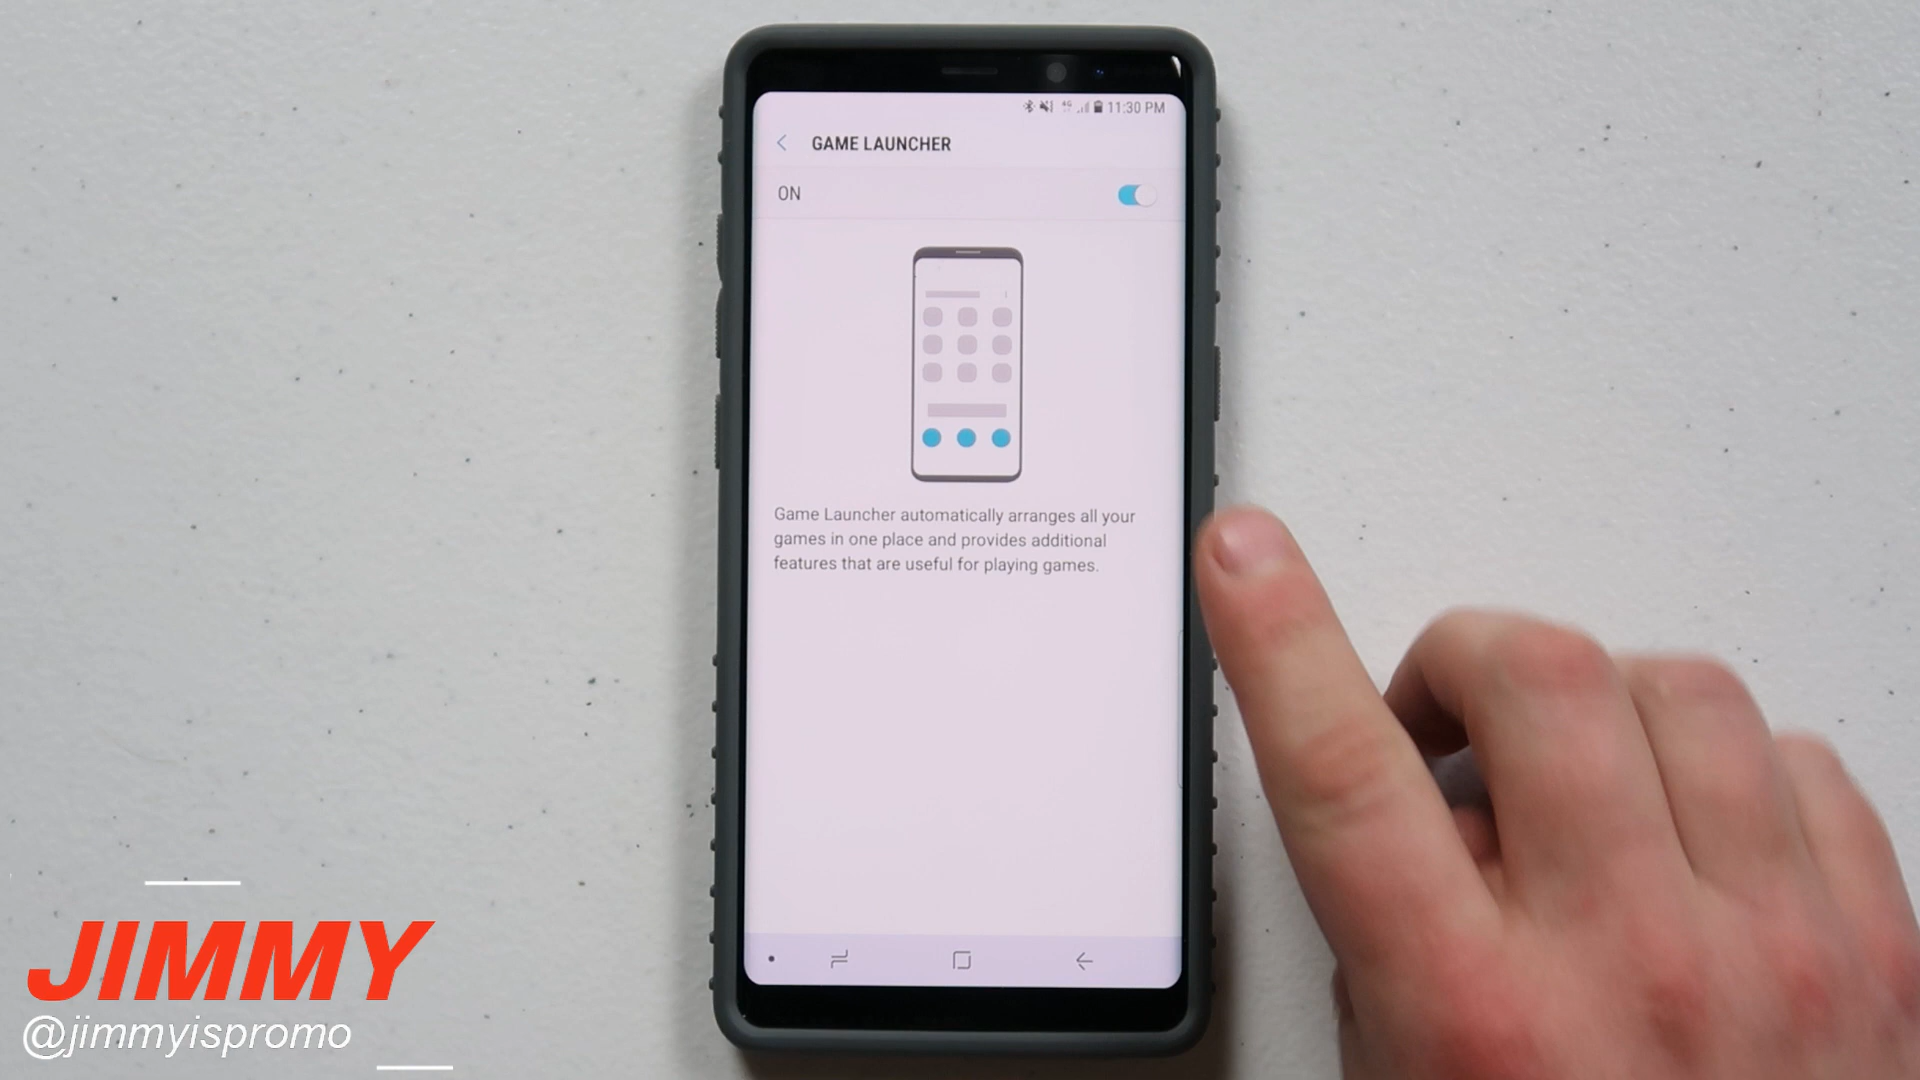 4G 11:30 PM
GAME LAUNCHER
ON
Game Launcher automatically arranges all your
games in one place and provides additional
features that are useful for playing games.
JIMMY
@jimmyispromo